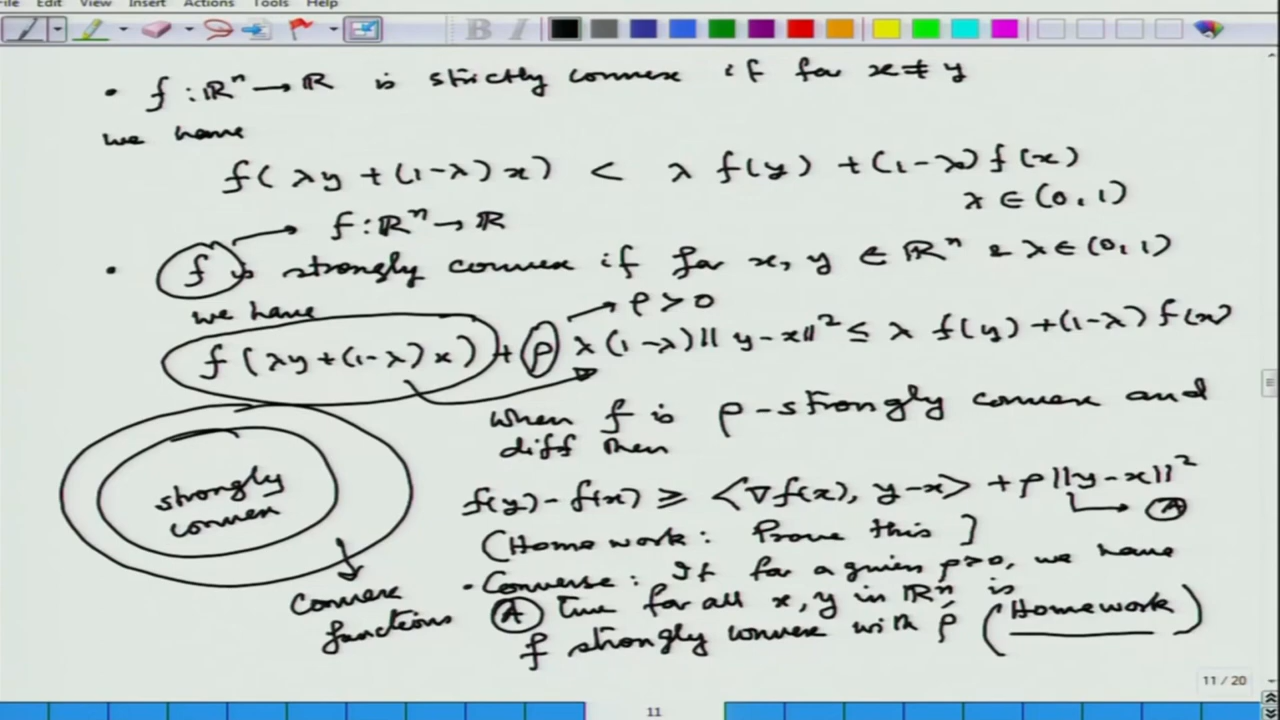 File Edit View Insert Actions Tools Help
B I
• f : ℝⁿ → ℝ is strictly convex if for x ≠ y
we have
f(λy + (1-λ)x) < λ f(y) + (1-λ) f(x)
λ ∈ (0,1)
f : ℝⁿ → ℝ
• f is strongly convex if for x, y ∈ ℝⁿ & λ ∈ (0,1)
we have
ρ > 0
f(λy + (1-λ)x) + ρ λ(1-λ)||y-x||² ≤ λ f(y) + (1-λ) f(x)
When f is ρ-strongly convex and
diff then
f(y) - f(x) ≥ <∇f(x), y-x> + ρ||y-x||²
→ A
(Homework: Prove this]
strongly
convex
convex
functions
• Converse: If for a given ρ>0, we have
A true for all x, y in ℝⁿ is
f strongly convex with ρ (Homework)
11 / 20
11